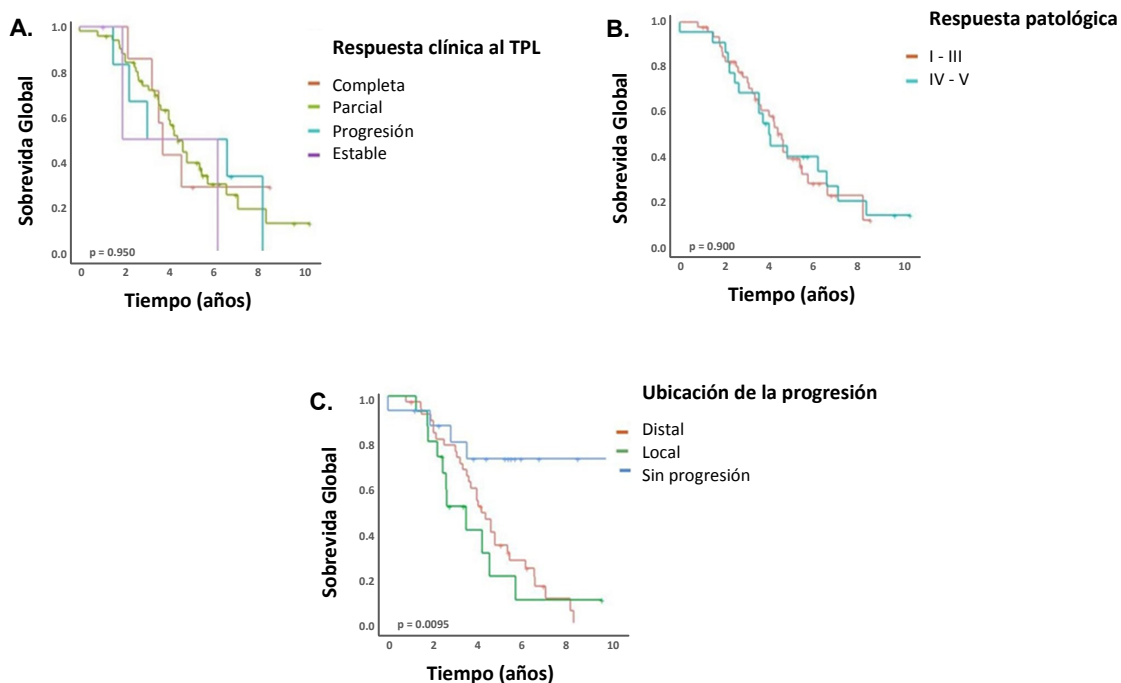 A.
Respuesta clínica al TPL
Completa
Parcial
Progresión
Estable
Sobrevida Global
1.0
0.8
0.6
0.4
0.2
0.0
p = 0.950
0 2 4 6 8 10
Tiempo (años)
B.
Respuesta patológica
I - III
IV - V
Sobrevida Global
1.0
0.8
0.6
0.4
0.2
0.0
p = 0.900
0 2 4 6 8 10
Tiempo (años)
C.
Ubicación de la progresión
Distal
Local
Sin progresión
Sobrevida Global
1.0
0.8
0.6
0.4
0.2
0.0
p = 0.0095
0 2 4 6 8 10
Tiempo (años)